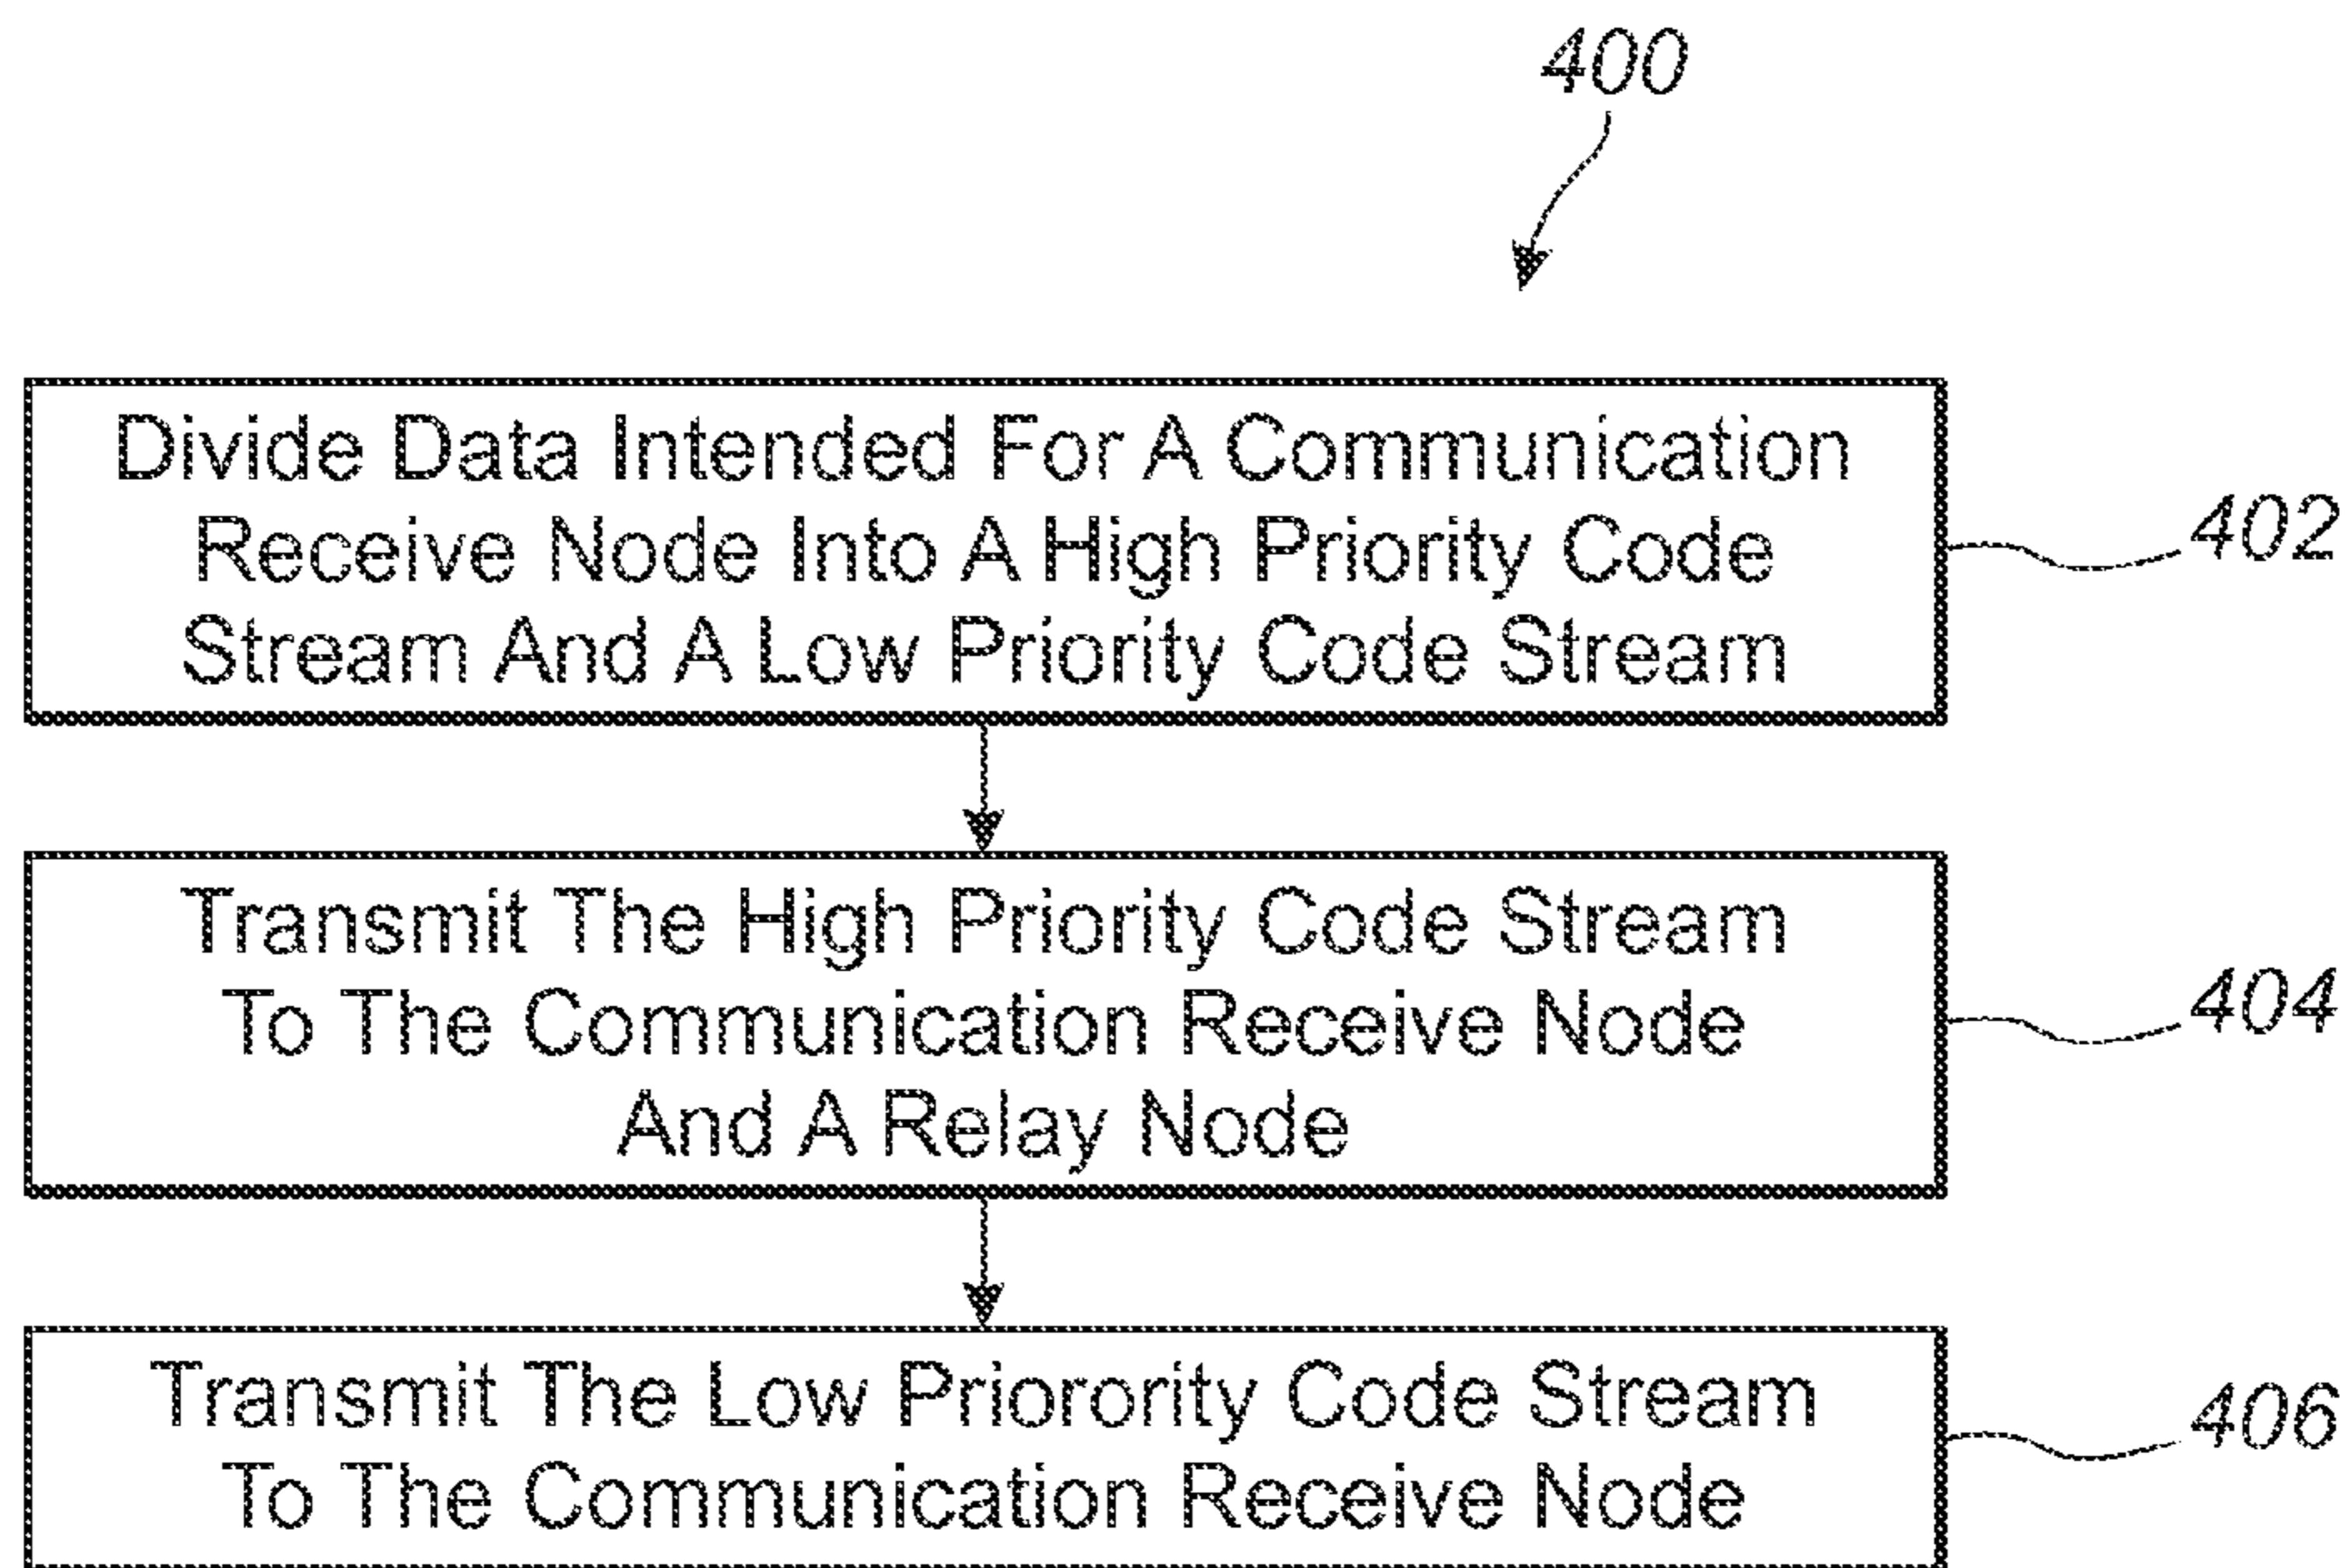 400
Divide Data Intended For A Communication
Receive Node Into A High Priority Code
Stream And A Low Priority Code Stream
402
Transmit The High Priority Code Stream
To The Communication Receive Node
And A Relay Node
404
Transmit The Low Priorority Code Stream
To The Communication Receive Node
406